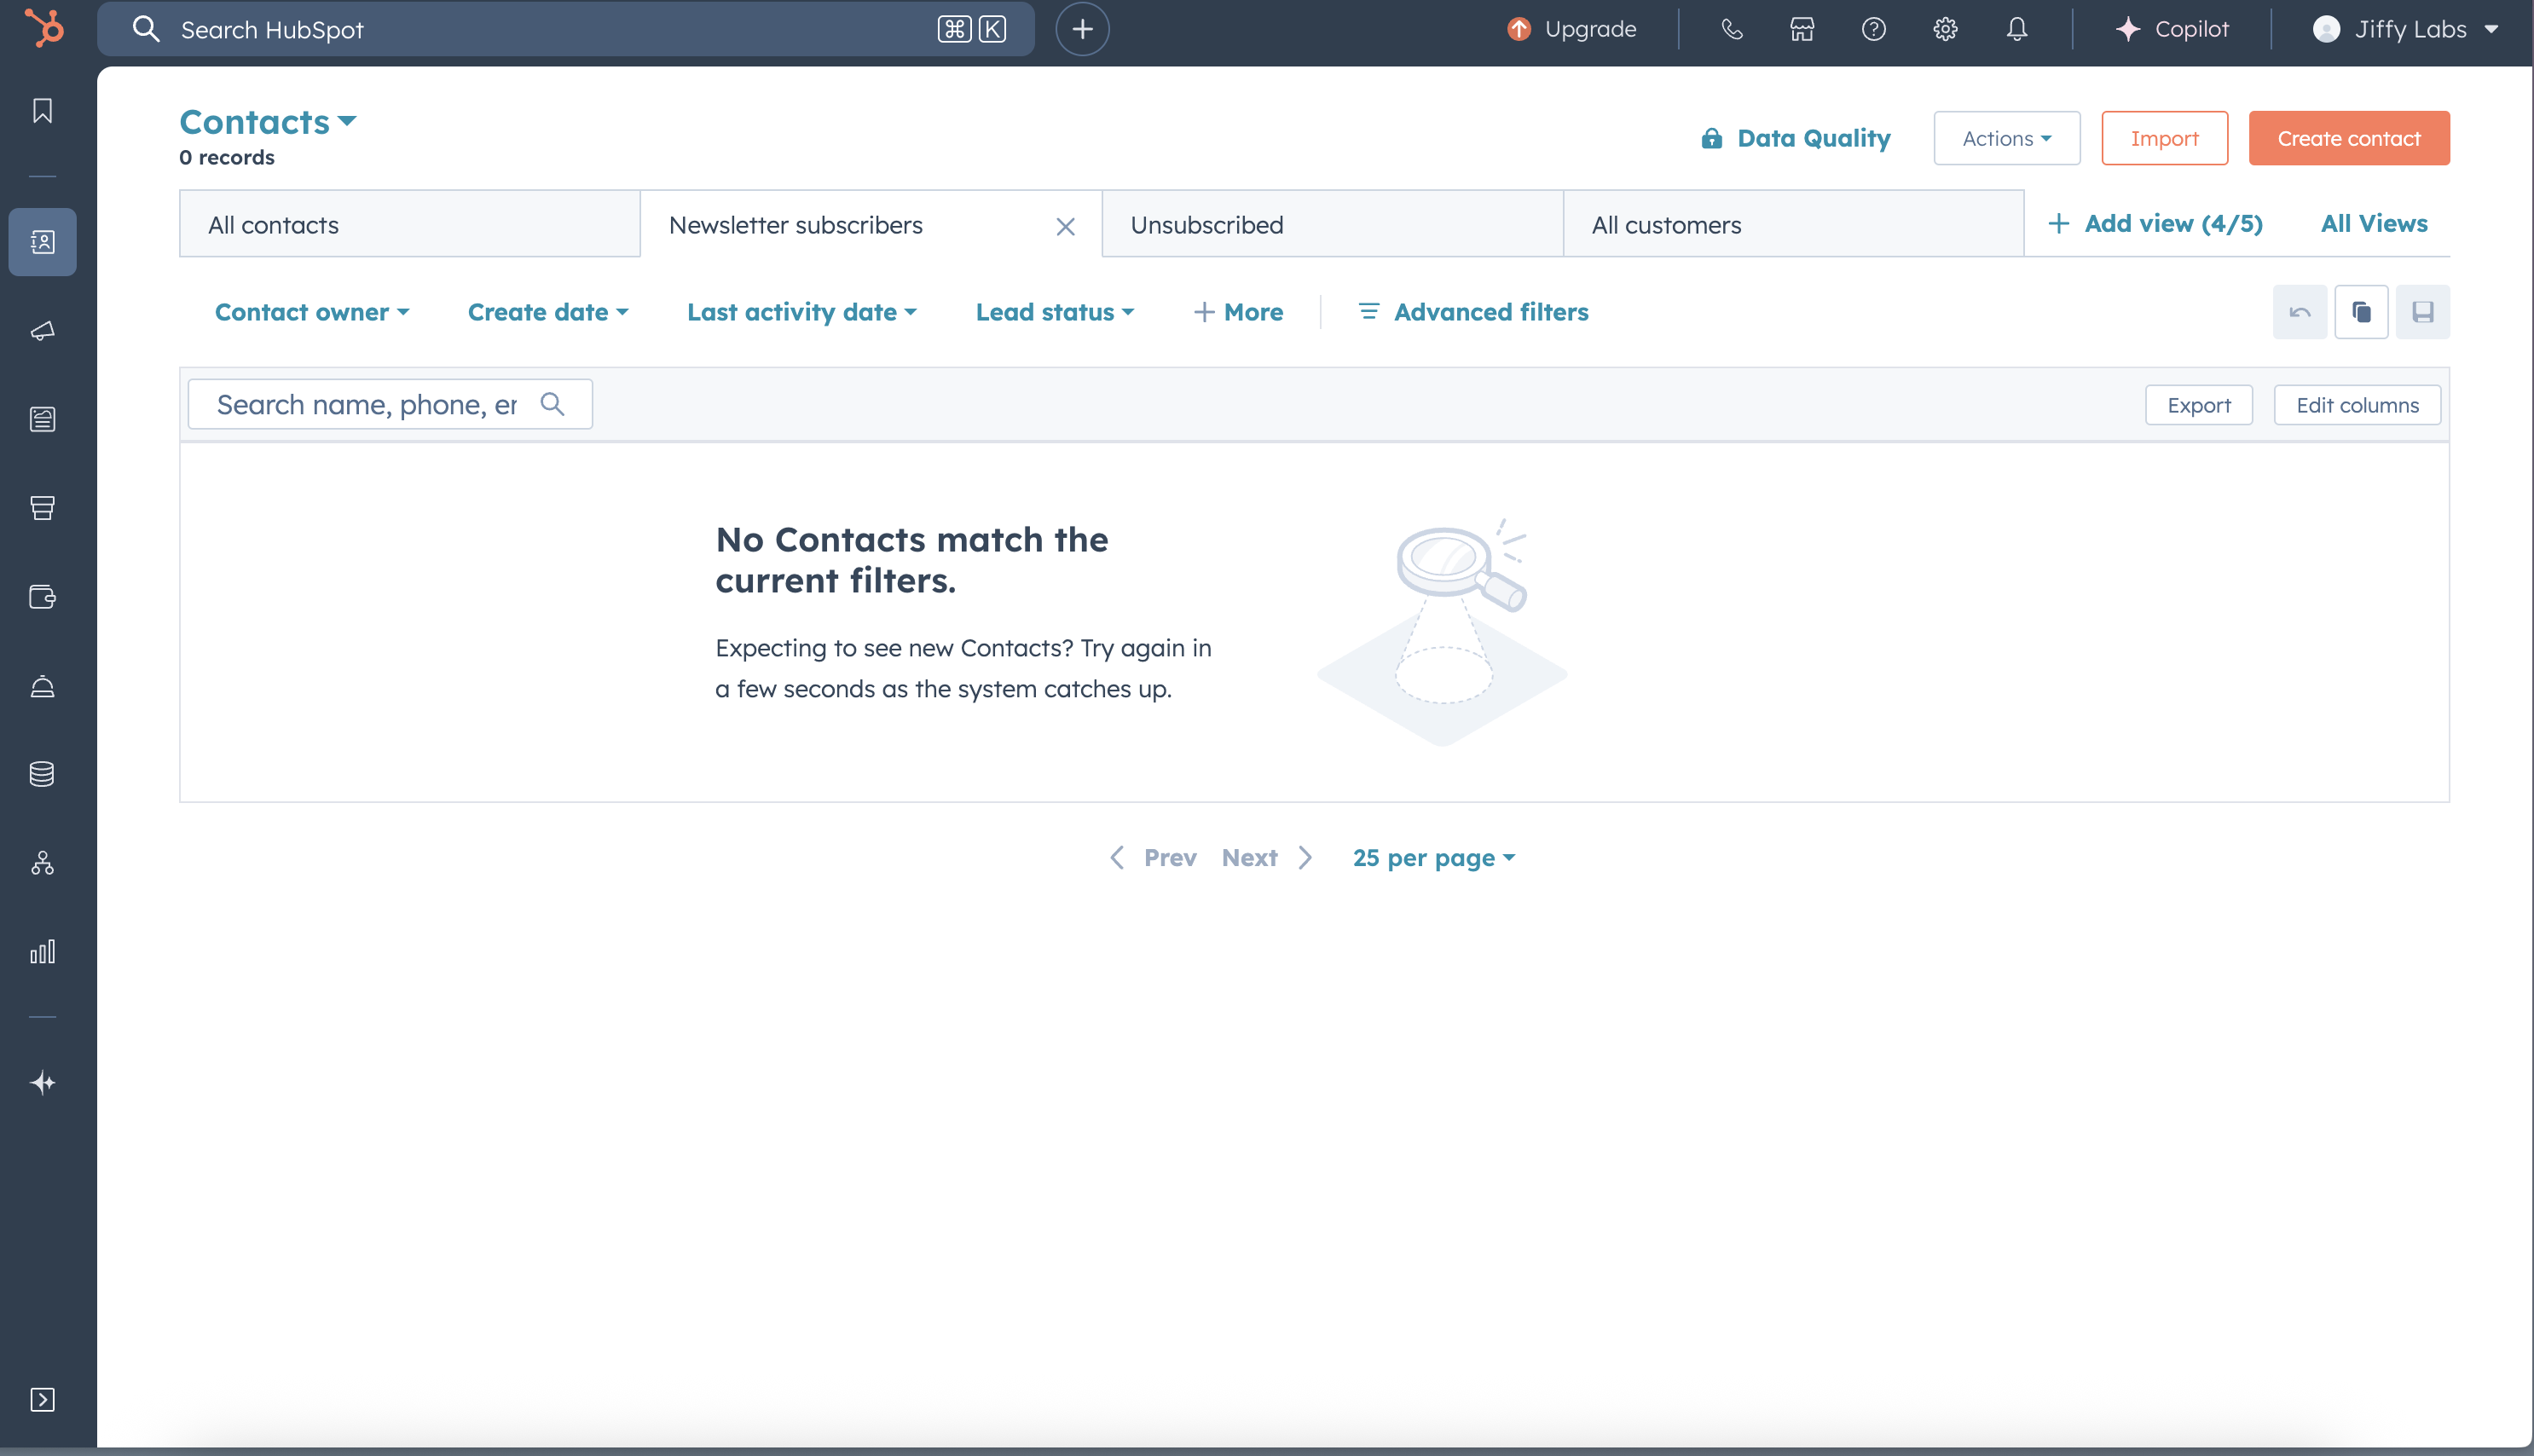 Search HubSpot ⌘ K
Upgrade
Copilot
Jiffy Labs
Contacts
0 records
Data Quality
Actions
Import
Create contact
All contacts
Newsletter subscribers
Unsubscribed
All customers
Add view (4/5)
All Views
Contact owner
Create date
Last activity date
Lead status
More
Advanced filters
Search name, phone, er
Export
Edit columns
No Contacts match the
current filters.
Expecting to see new Contacts? Try again in
a few seconds as the system catches up.
Prev
Next
25 per page